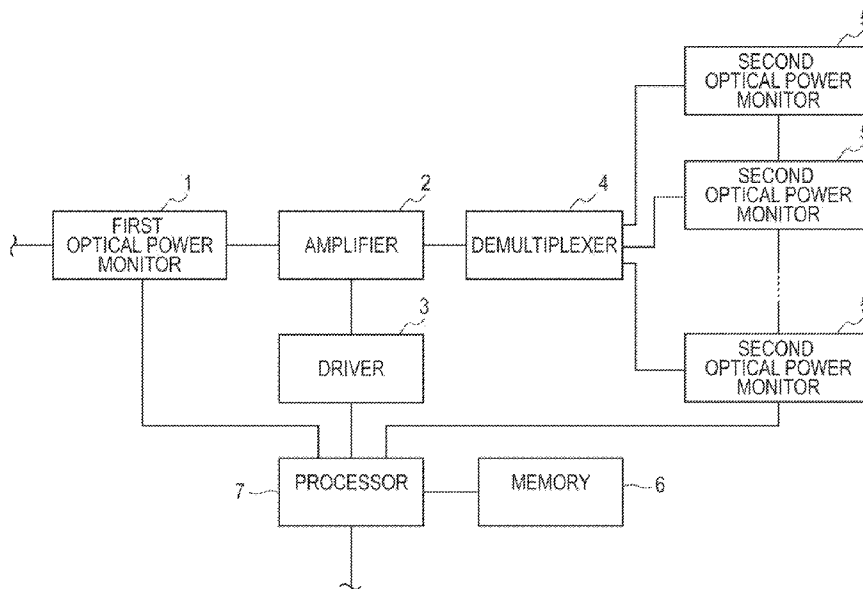 SECOND
OPTICAL POWER
MONITOR
5
SECOND
OPTICAL POWER
MONITOR
1
2
4
FIRST
OPTICAL POWER
MONITOR
AMPLIFIER
DEMULTIPLEXER
3
DRIVER
SECOND
OPTICAL POWER
MONITOR
PROCESSOR
MEMORY
7
6